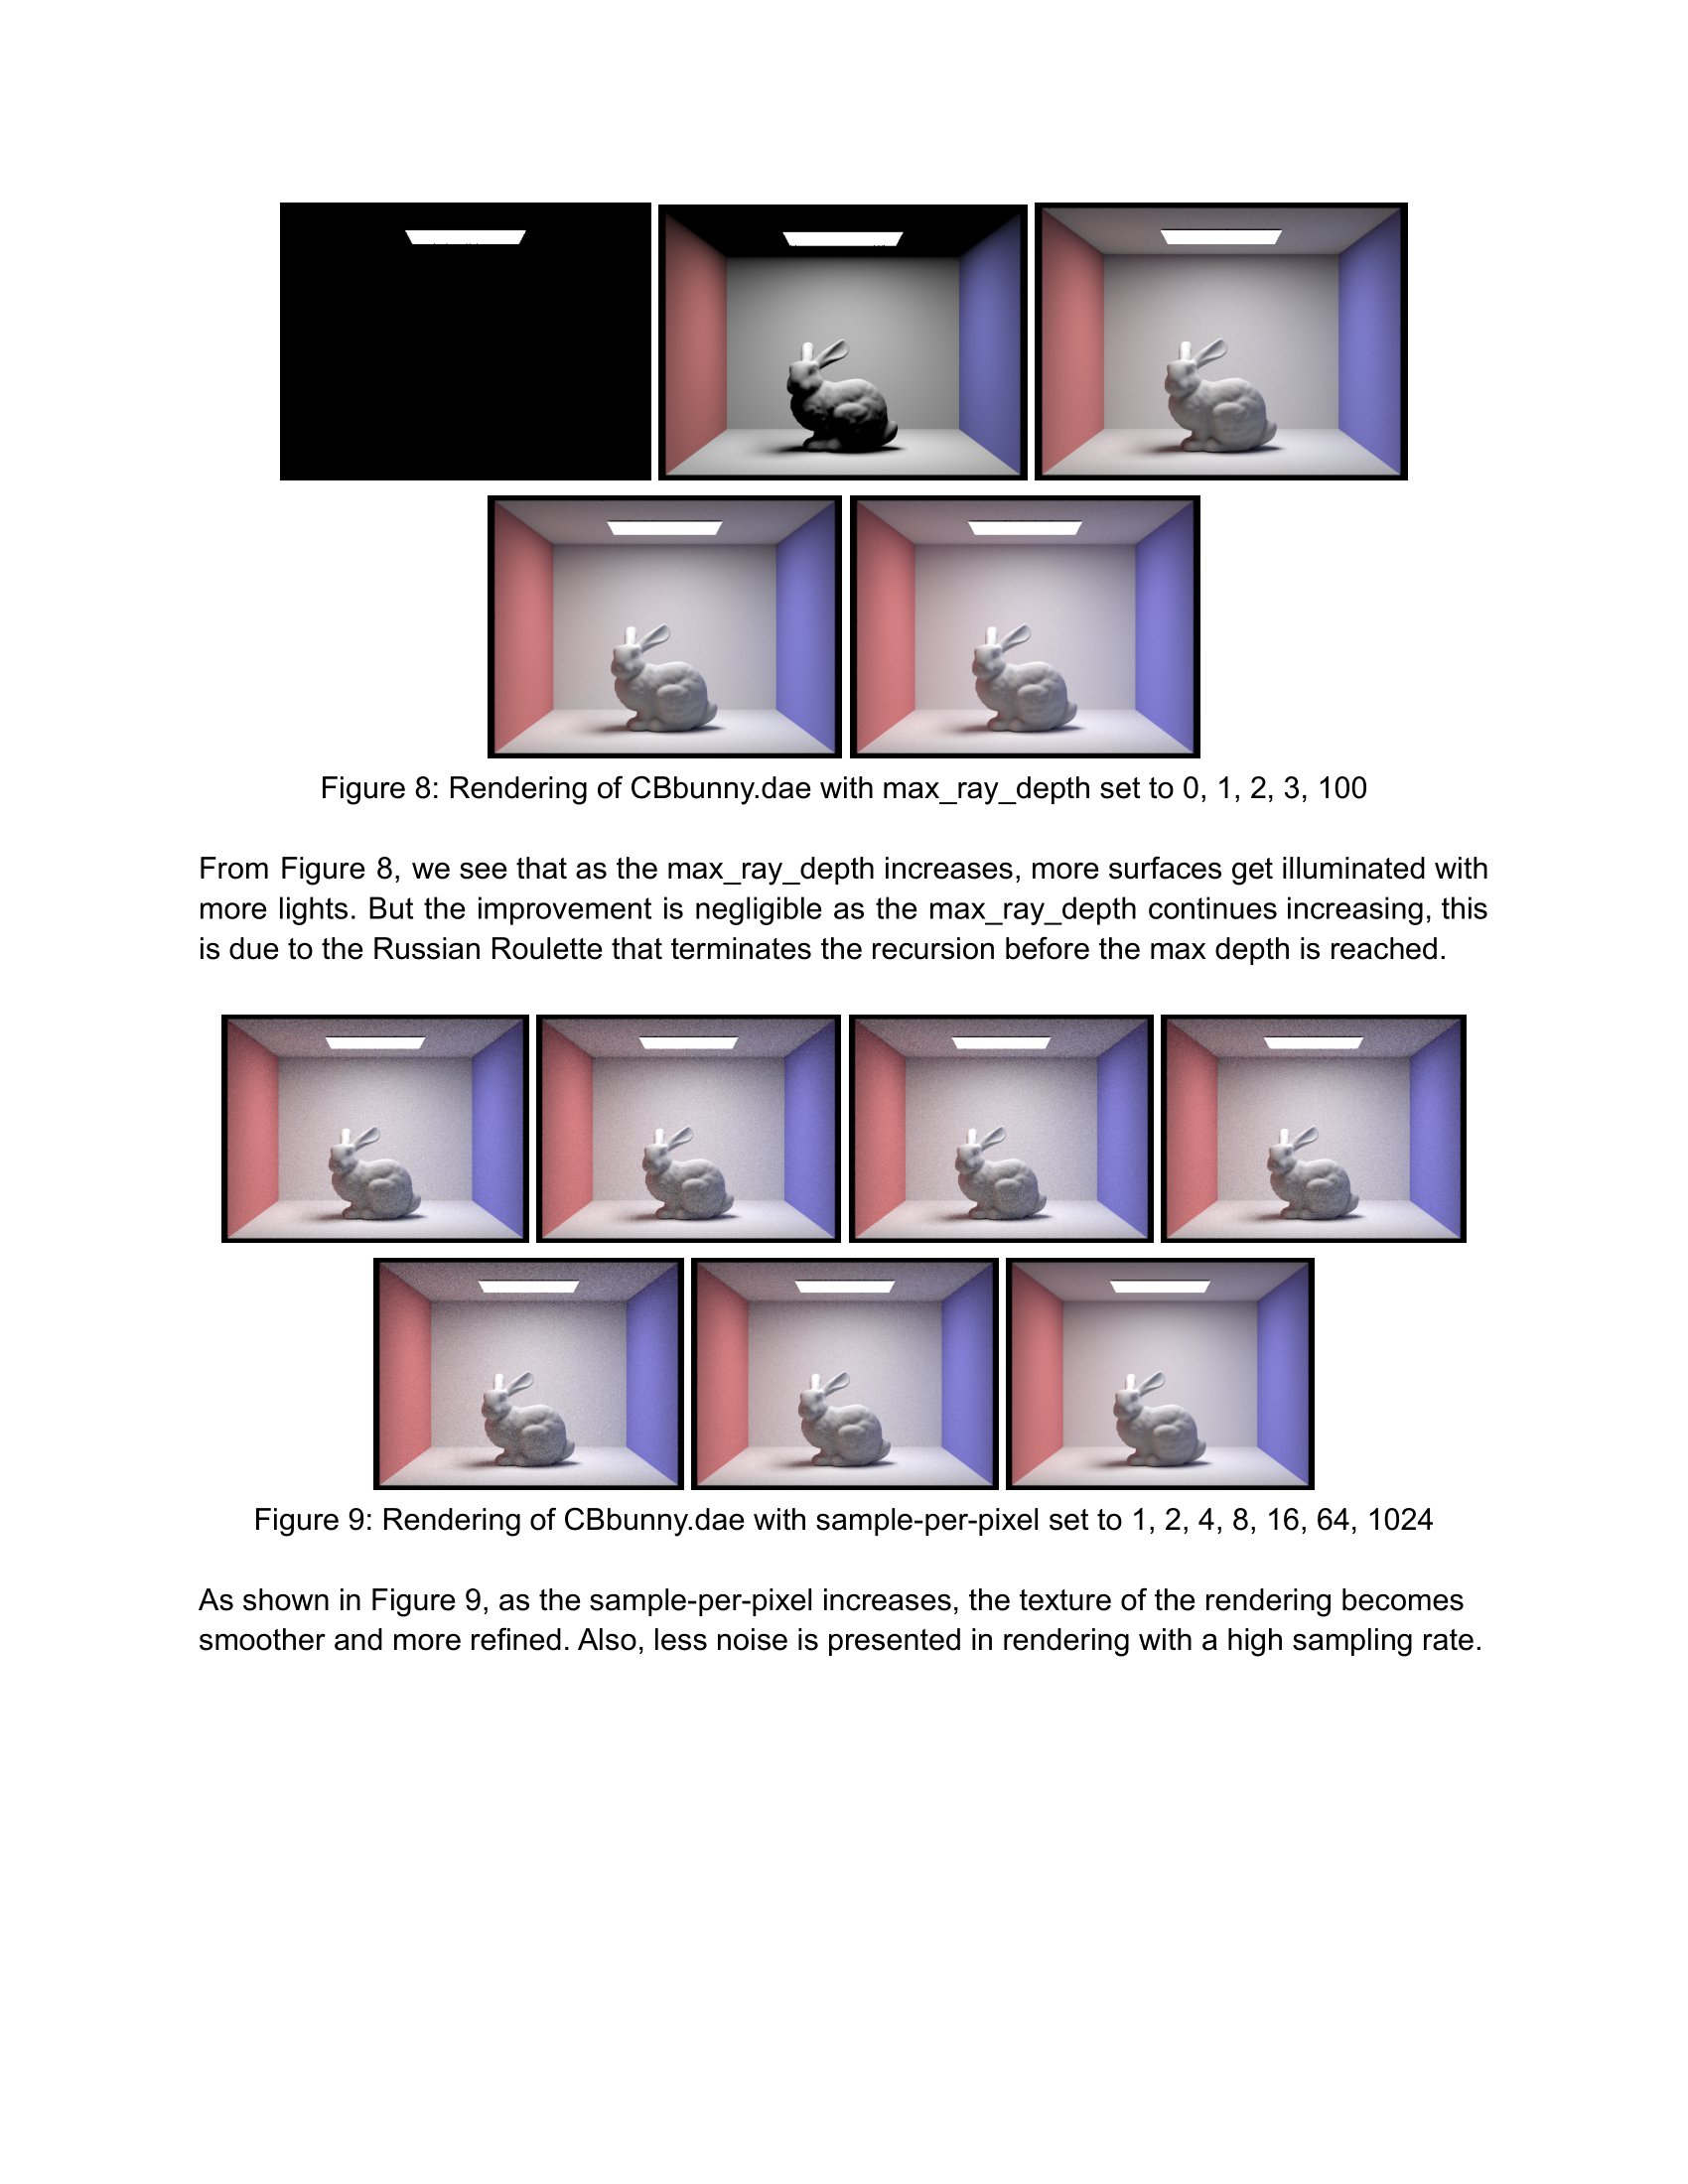 Figure 8: Rendering of CBbunny.dae with max_ray_depth set to 0, 1, 2, 3, 100
From Figure 8, we see that as the max_ray_depth increases, more surfaces get illuminated with
more lights. But the improvement is negligible as the max_ray_depth continues increasing, this
is due to the Russian Roulette that terminates the recursion before the max depth is reached.
Figure 9: Rendering of CBbunny.dae with sample-per-pixel set to 1, 2, 4, 8, 16, 64, 1024
As shown in Figure 9, as the sample-per-pixel increases, the texture of the rendering becomes
smoother and more refined. Also, less noise is presented in rendering with a high sampling rate.